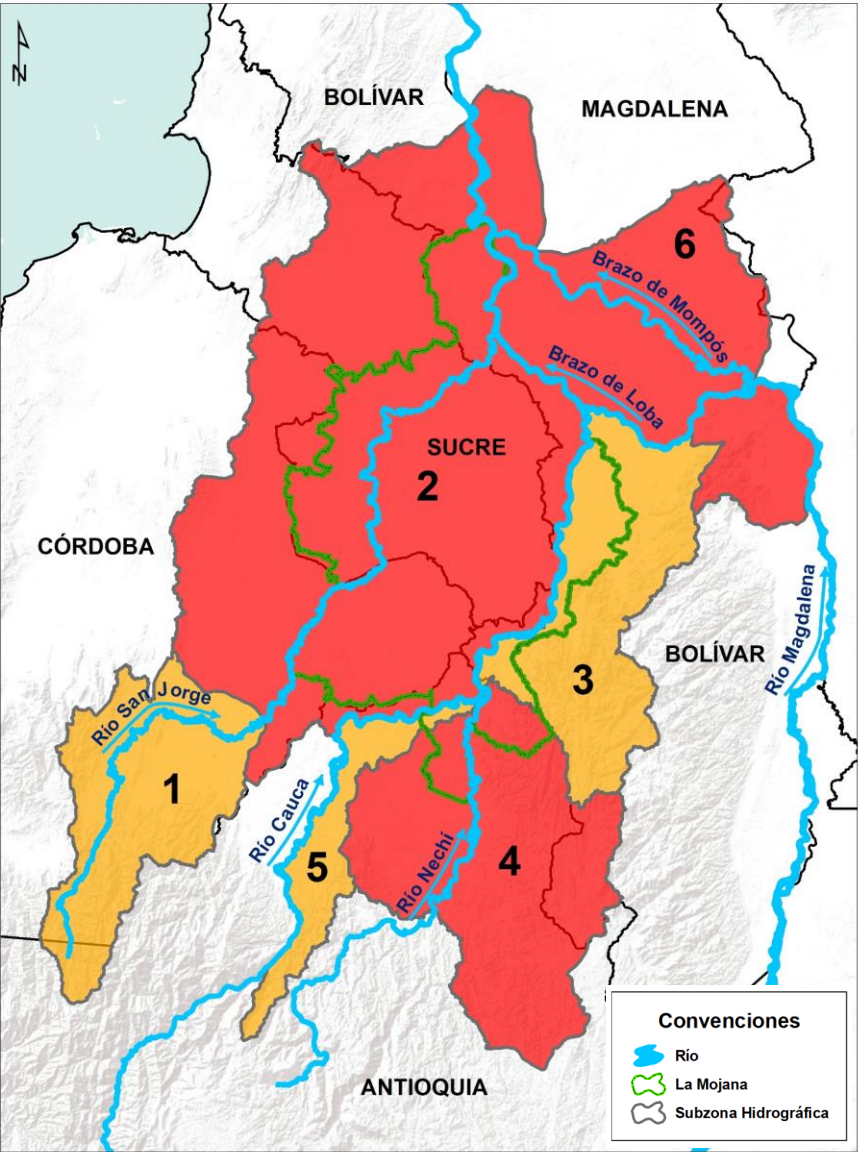 N
BOLÍVAR
MAGDALENA
6
Brazo de Mompós
Brazo de Loba
SUCRE
2
CÓRDOBA
Río Magdalena
BOLÍVAR
3
Río San Jorge
1
Río Cauca
5
Río Nechí
4
ANTIOQUIA
Convenciones
Río
La Mojana
Subzona Hidrográfica